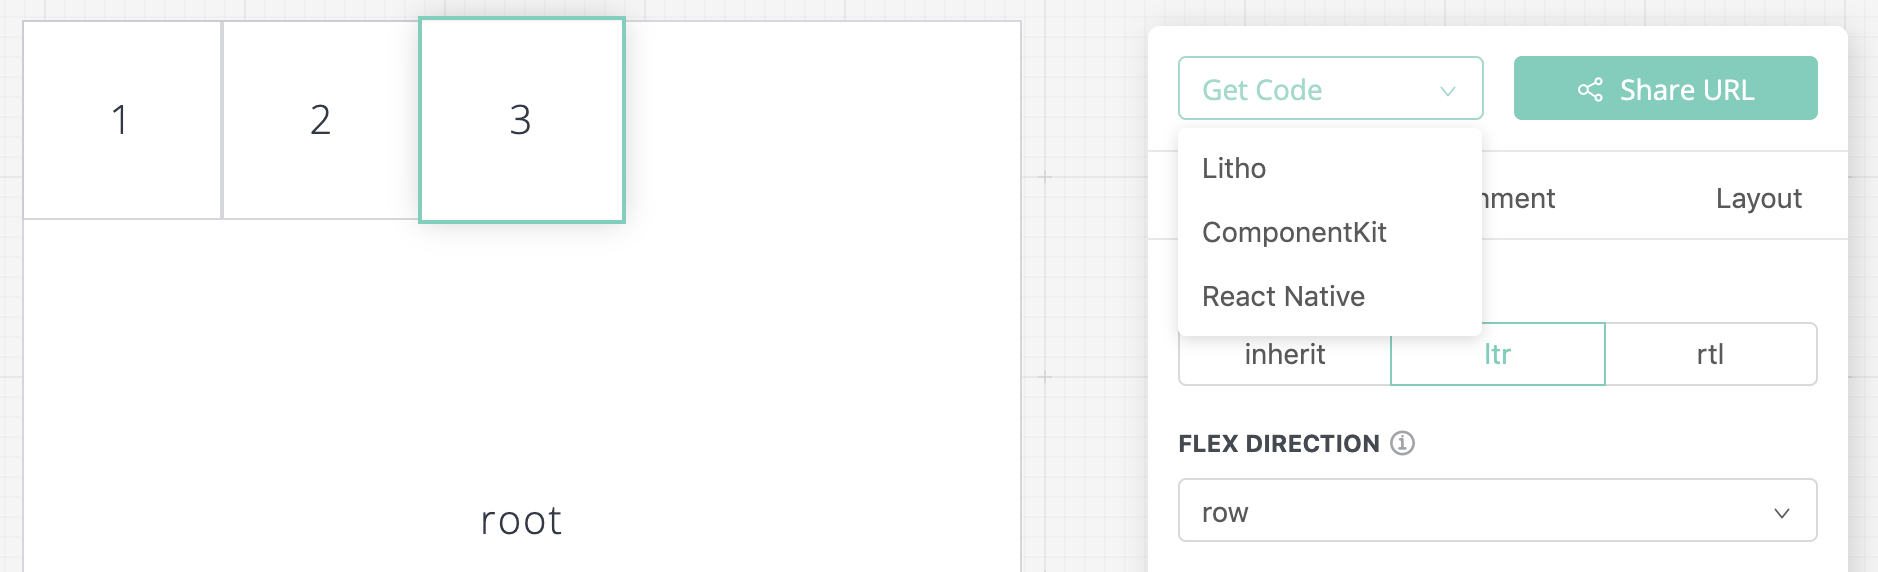 1
2
3
root
Get Code
Share URL
Litho
ComponentKit
React Native
Layout
inherit
ltr
rtl
FLEX DIRECTION
row